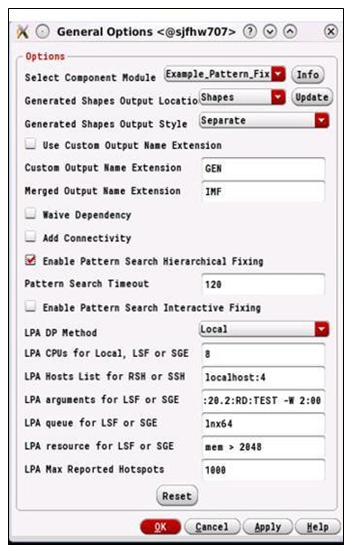 General Options <@sjfhw707>
Options
Select Component Module Example_Pattern_Fix Info
Generated Shapes Output Locatio Shapes Update
Generated Shapes Output Style Separate
Use Custom Output Name Extension
Custom Output Name Extension GEN
Merged Output Name Extension IMF
Waive Dependency
Add Connectivity
Enable Pattern Search Hierarchical Fixing
Pattern Search Timeout 120
Enable Pattern Search Interactive Fixing
LPA DP Method Local
LPA CPUs for Local, LSF or SGE 8
LPA Hosts List for RSH or SSH localhost:4
LPA arguments for LSF or SGE :20.2:RD:TEST -W 2:00
LPA queue for LSF or SGE lnx64
LPA resource for LSF or SGE mem > 2048
LPA Max Reported Hotspots 1000
Reset
OK Cancel Apply Help